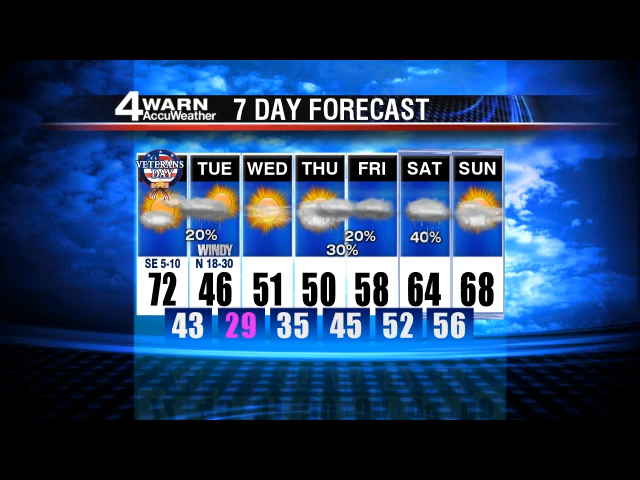 4WARN
AccuWeather
7 DAY FORECAST
VETERANS DAY
TUE WED THU FRI SAT SUN
20% 20% 40%
30%
WINDY
SE 5-10 N 18-30
72 46 51 50 58 64 68
43 29 35 45 52 56